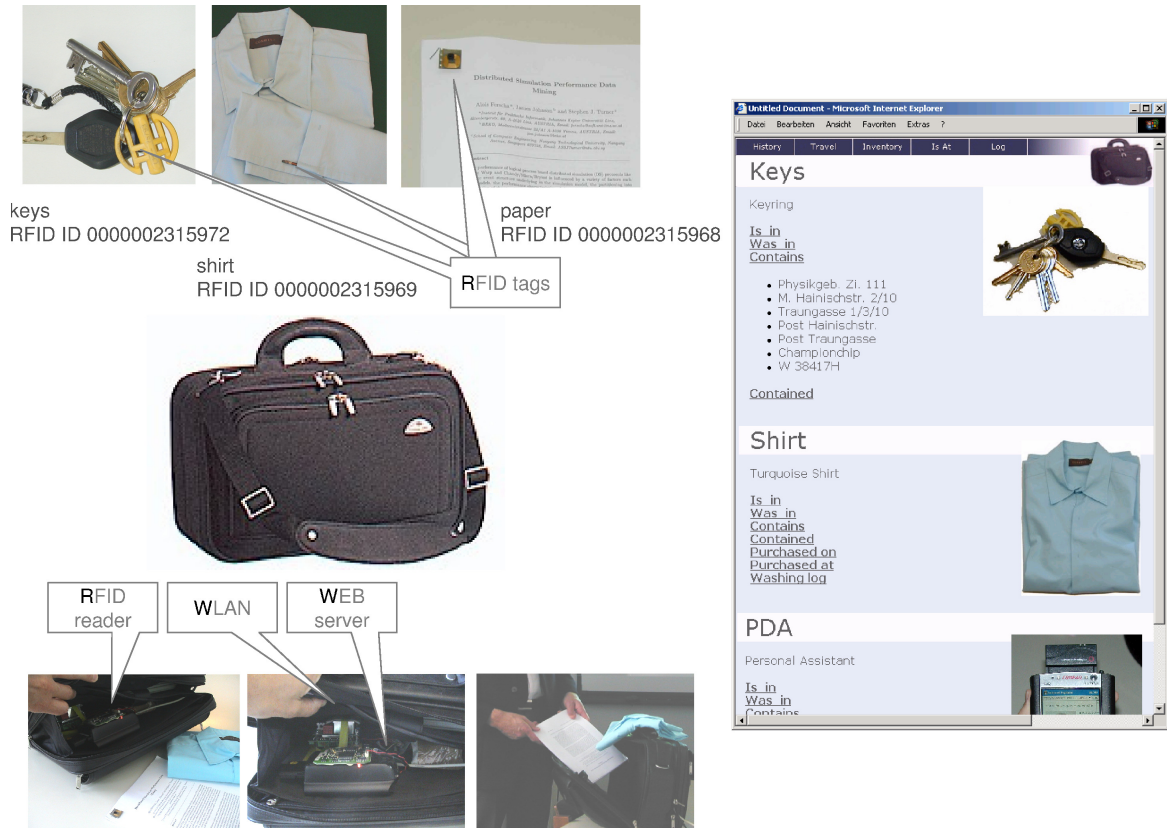 Distributed Simulation Performance Data
Mining
keys
RFID ID 0000002315972
paper
RFID ID 0000002315968
shirt
RFID ID 0000002315969
RFID tags
RFID
reader
WLAN
WEB
server
Untitled Document - Microsoft Internet Explorer
Datei Bearbeiten Ansicht Favoriten Extras ?
History Travel Inventory Is At Log
Keys
Keyring
Is in
Was in
Contains
Physikgeb. Zi. 111
M. Hainischstr. 2/10
Traungasse 1/3/10
Post Hainischstr.
Post Traungasse
Championchip
W 38417H
Contained
Shirt
Turquoise Shirt
Is in
Was in
Contains
Contained
Purchased on
Purchased at
Washing log
PDA
Personal Assistant
Is in
Was in
Contains